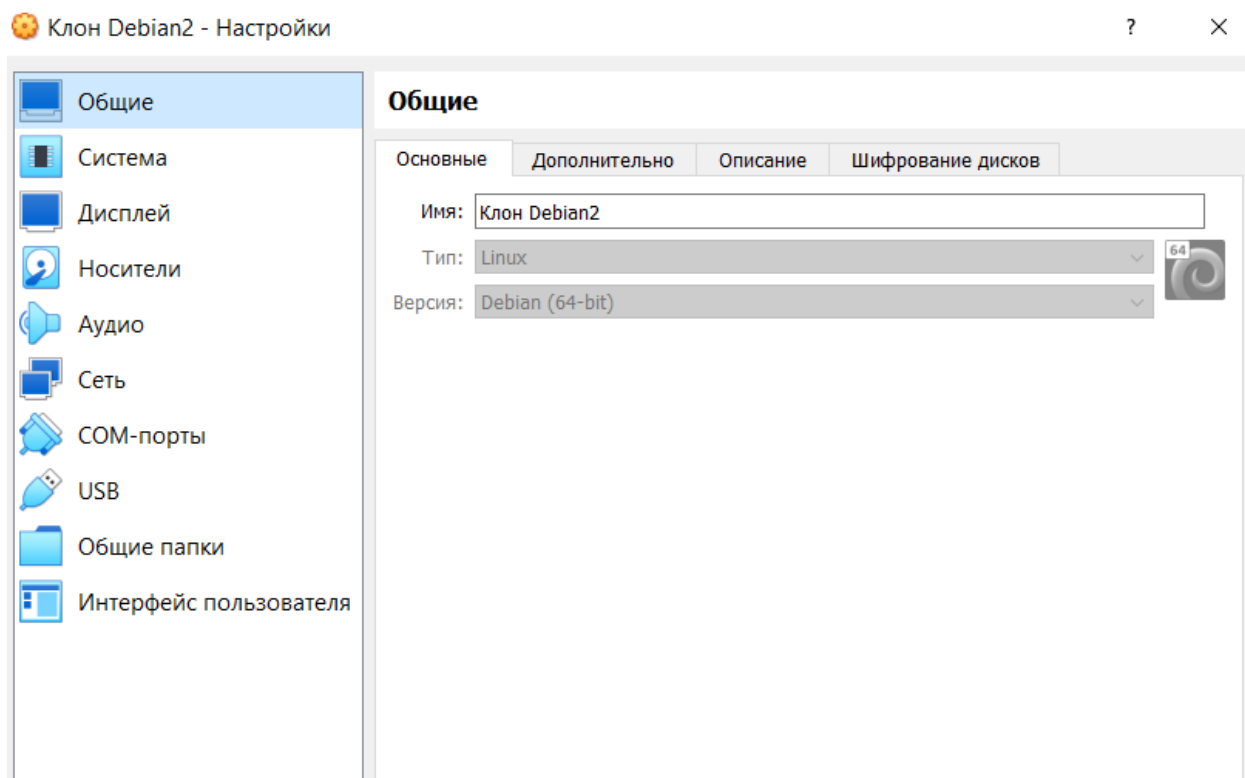 Клон Debian2 - Настройки ? ×
Общие
Система
Дисплей
Носители
Аудио
Сеть
COM-порты
USB
Общие папки
Интерфейс пользователя
Общие
Основные Дополнительно Описание Шифрование дисков
Имя: Клон Debian2
Тип: Linux
64
Версия: Debian (64-bit)